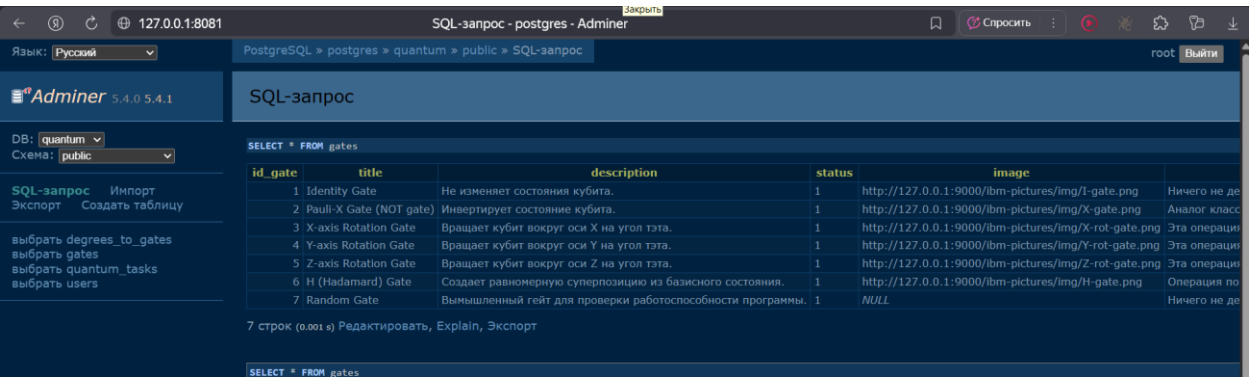 Закрыть
127.0.0.1:8081
SQL-запрос - postgres - Adminer
Спросить
Язык: Русский
PostgreSQL » postgres » quantum » public » SQL-запрос
root Выйти
Adminer 5.4.0 5.4.1
SQL-запрос
DB: quantum
Схема: public
SQL-запрос Импорт
Экспорт Создать таблицу
выбрать degrees_to_gates
выбрать gates
выбрать quantum_tasks
выбрать users
SELECT * FROM gates
id_gate title description status image
1 Identity Gate Не изменяет состояния кубита. 1 http://127.0.0.1:9000/ibm-pictures/img/I-gate.png Ничего не де
2 Pauli-X Gate (NOT gate) Инвертирует состояние кубита. 1 http://127.0.0.1:9000/ibm-pictures/img/X-gate.png Аналог класс
3 X-axis Rotation Gate Вращает кубит вокруг оси X на угол тэта. 1 http://127.0.0.1:9000/ibm-pictures/img/X-rot-gate.png Эта операция
4 Y-axis Rotation Gate Вращает кубит вокруг оси Y на угол тэта. 1 http://127.0.0.1:9000/ibm-pictures/img/Y-rot-gate.png Эта операция
5 Z-axis Rotation Gate Вращает кубит вокруг оси Z на угол тэта. 1 http://127.0.0.1:9000/ibm-pictures/img/Z-rot-gate.png Эта операция
6 H (Hadamard) Gate Создает равномерную суперпозицию из базисного состояния. 1 http://127.0.0.1:9000/ibm-pictures/img/H-gate.png Операция по
7 Random Gate Вымышленный гейт для проверки работоспособности программы. 1 NULL Ничего не де
7 строк (0.001 s) Редактировать, Explain, Экспорт
SELECT * FROM gates